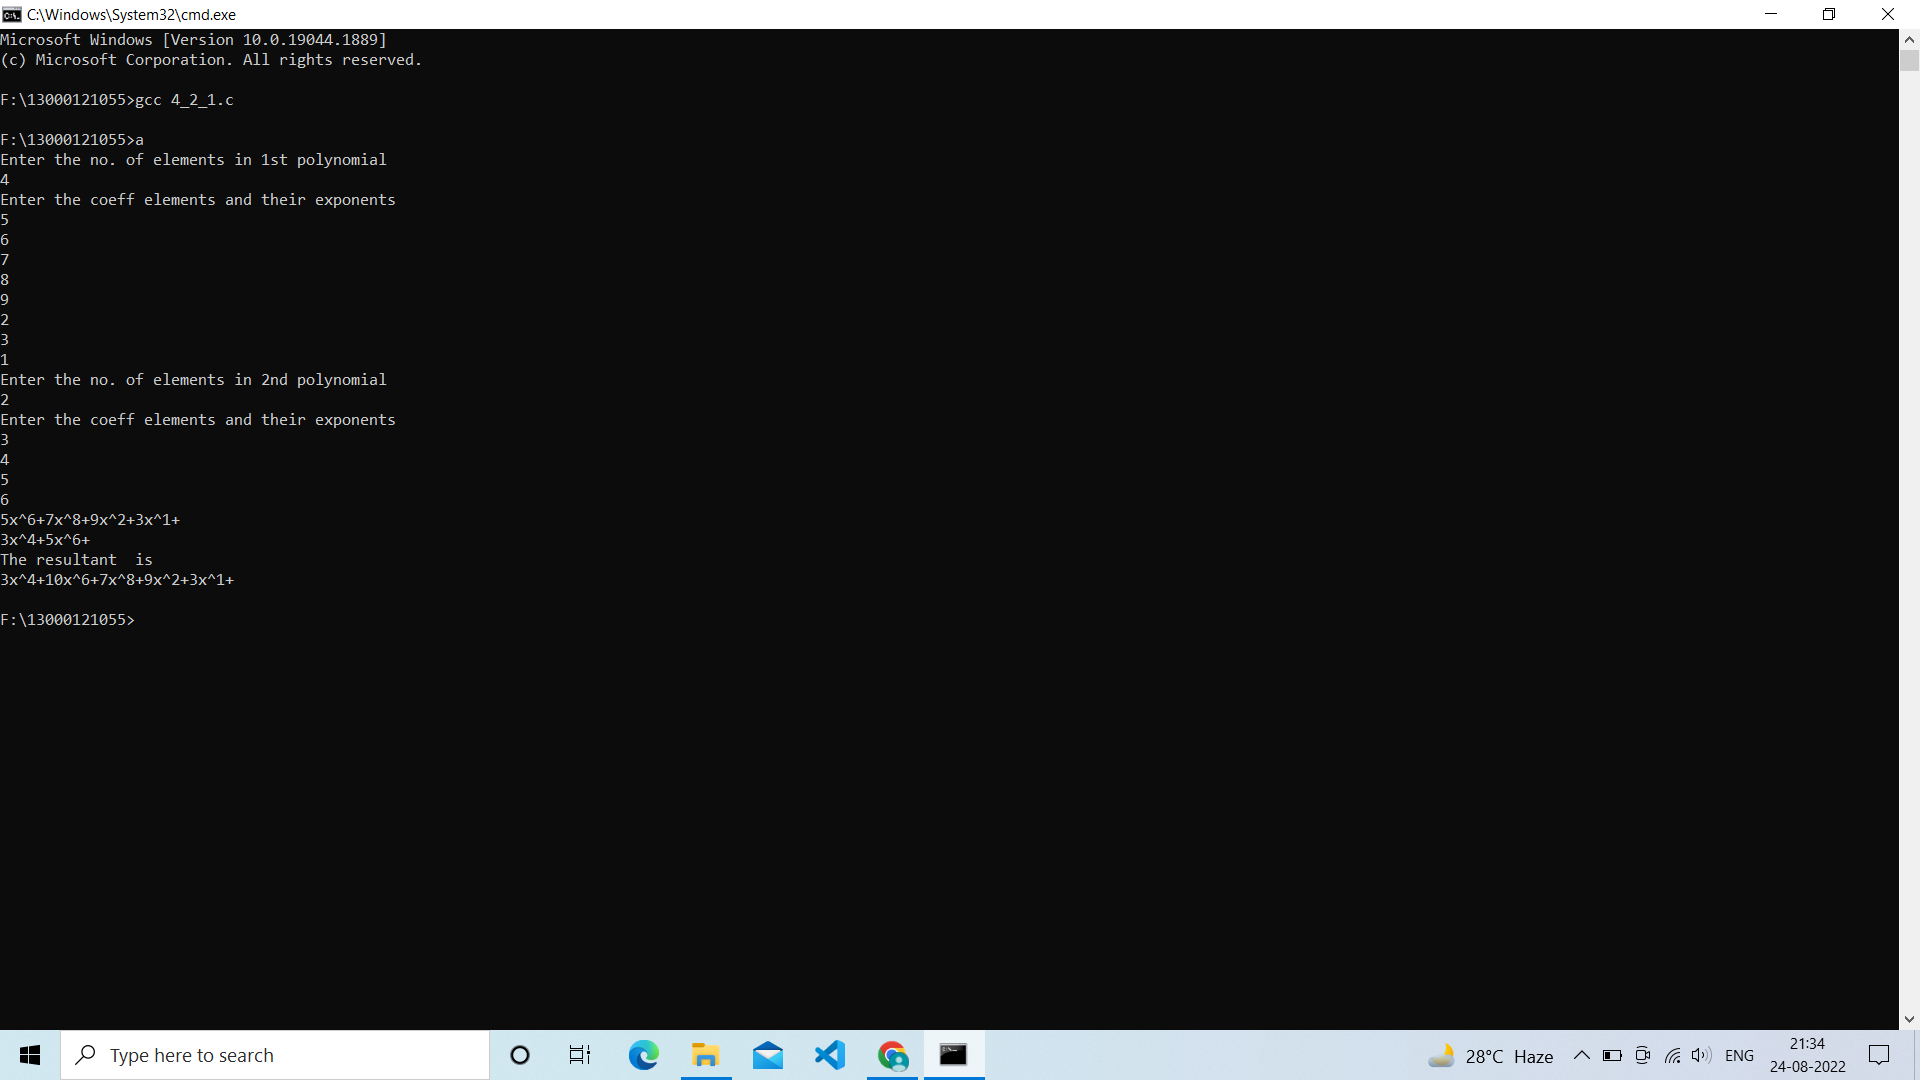 C:\Windows\System32\cmd.exe
Microsoft Windows [Version 10.0.19044.1889]
(c) Microsoft Corporation. All rights reserved.
F:\13000121055>gcc 4_2_1.c
F:\13000121055>a
Enter the no. of elements in 1st polynomial
4
Enter the coeff elements and their exponents
5
6
7
8
9
2
3
1
Enter the no. of elements in 2nd polynomial
2
Enter the coeff elements and their exponents
3
4
5
6
5x^6+7x^8+9x^2+3x^1+
3x^4+5x^6+
The resultant  is
3x^4+10x^6+7x^8+9x^2+3x^1+
F:\13000121055>
Type here to search
28°C Haze
ENG
21:34
24-08-2022